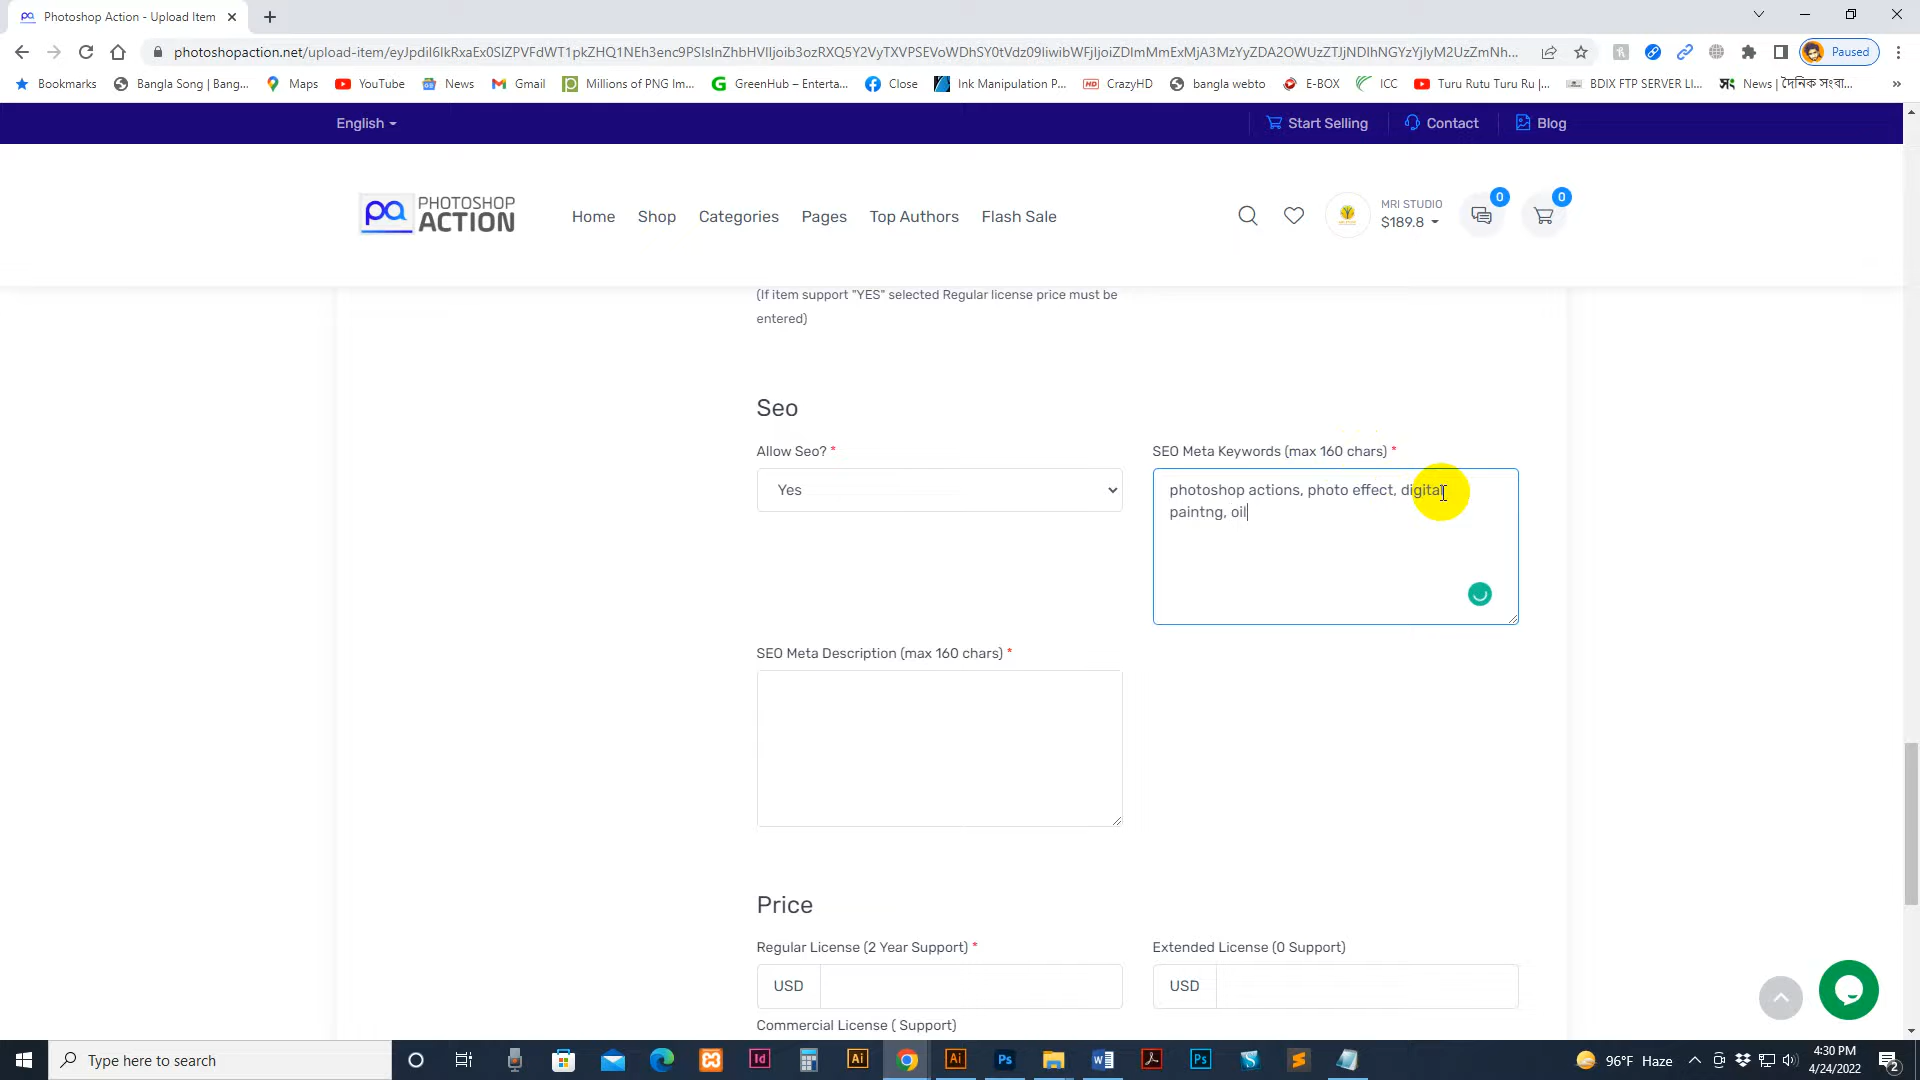 Photoshop Action - Upload Item
photoshopaction.net/upload-item/
Paused
Bookmarks
Bangla Song | Bang...
Maps
YouTube
News
Gmail
Millions of PNG Im...
GreenHub – Enterta...
Close
Ink Manipulation P...
CrazyHD
bangla webto
E-BOX
ICC
Turu Rutu Turu Ru |...
BDIX FTP SERVER LI...
News | দৈনিক সংবা...
English
Start Selling
Contact
Blog
PHOTOSHOP
ACTION
Home
Shop
Categories
Pages
Top Authors
Flash Sale
MRI STUDIO
$189.8
0
0
(If item support "YES" selected Regular license price must be
entered)
Seo
Allow Seo? *
SEO Meta Keywords (max 160 chars) *
Yes
photoshop actions, photo effect, digital
paintng, oil
SEO Meta Description (max 160 chars) *
Price
Regular License (2 Year Support) *
Extended License (0 Support)
USD
USD
Commercial License ( Support)
Type here to search
96°F Haze
4:30 PM
4/24/2022
2